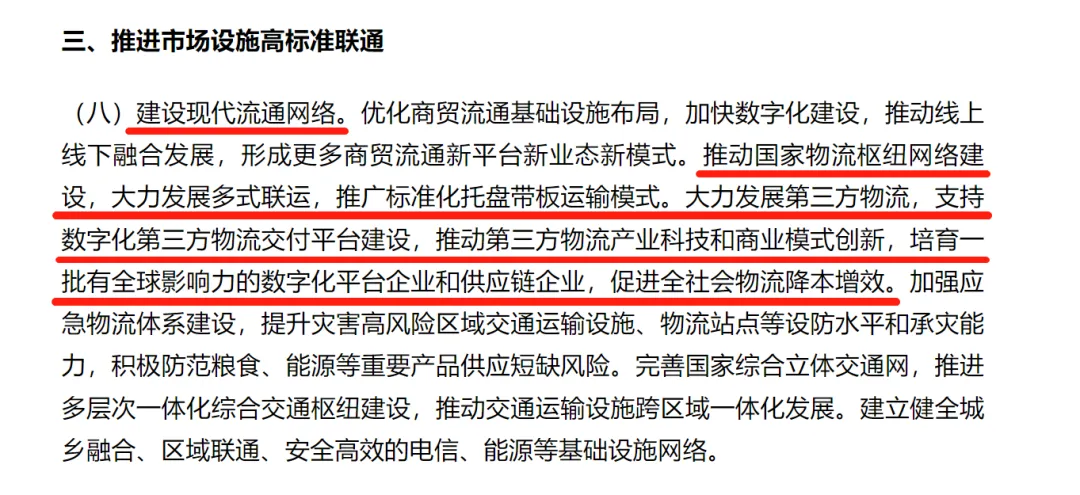 三、推进市场设施高标准联通
（八）建设现代流通网络。优化商贸流通基础设施布局，加快数字化建设，推动线上
线下融合发展，形成更多商贸流通新平台新业态新模式。推动国家物流枢纽网络建
设，大力发展多式联运，推广标准化托盘带板运输模式。大力发展第三方物流，支持
数字化第三方物流交付平台建设，推动第三方物流产业科技和商业模式创新，培育一
批有全球影响力的数字化平台企业和供应链企业，促进全社会物流降本增效。加强应
急物流体系建设，提升灾害高风险区域交通运输设施、物流站点等设防水平和承灾能
力，积极防范粮食、能源等重要产品供应短缺风险。完善国家综合立体交通网，推进
多层次一体化综合交通枢纽建设，推动交通运输设施跨区域一体化发展。建立健全城
乡融合、区域联通、安全高效的电信、能源等基础设施网络。